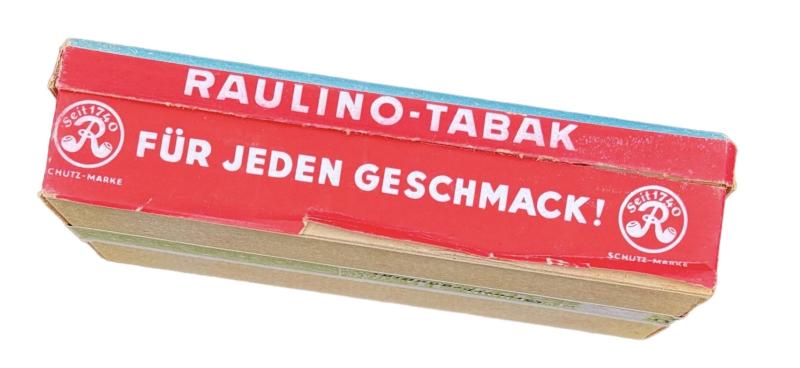 RAULINO-TABAK
Seit 1740
R
SCHUTZ-MARKE
FÜR JEDEN GESCHMACK!
Seit 1740
R
SCHUTZ-MARKE